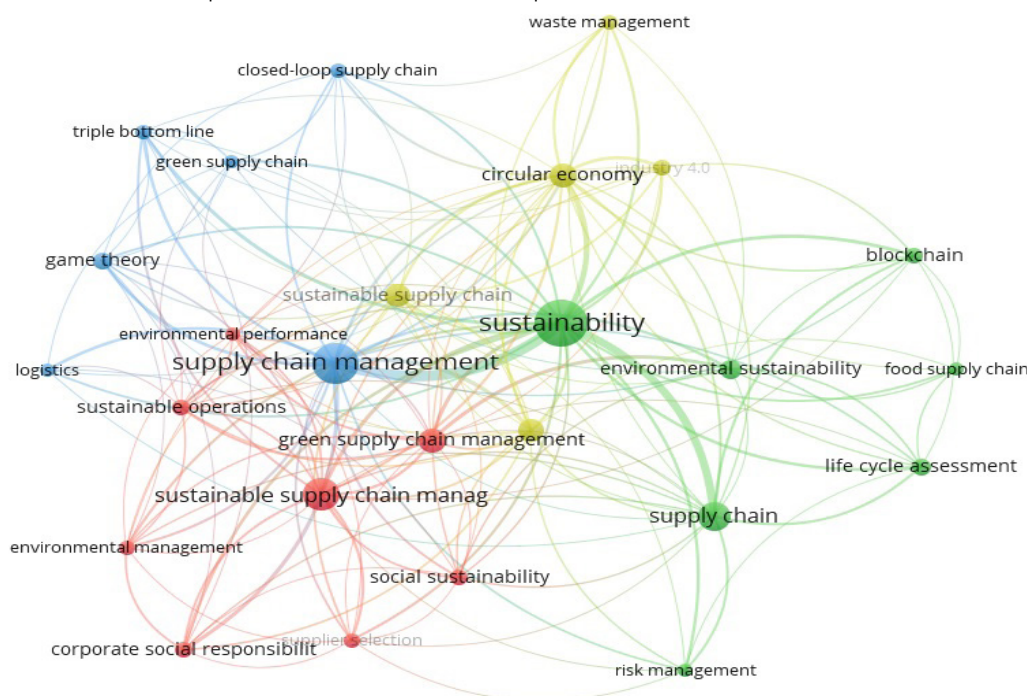 waste management
closed-loop supply chain
triple bottom line
green supply chain
circular economy
industry 4.0
blockchain
game theory
sustainable supply chain
sustainability
environmental performance
supply chain management
logistics
environmental sustainability
food supply chain
sustainable operations
green supply chain management
life cycle assessment
sustainable supply chain manag
supply chain
environmental management
social sustainability
supplier selection
corporate social responsibilit
risk management